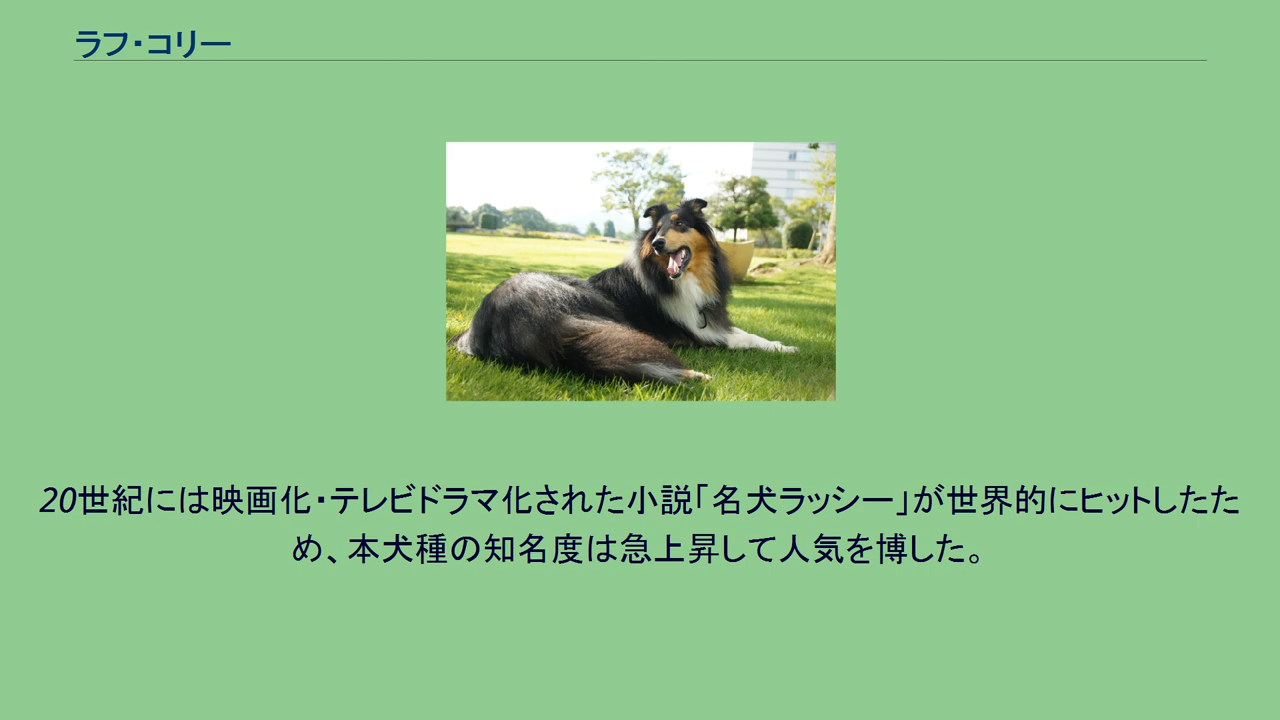 ラフ・コリー
20世紀には映画化・テレビドラマ化された小説「名犬ラッシー」が世界的にヒットしたた
め、本犬種の知名度は急上昇して人気を博した。